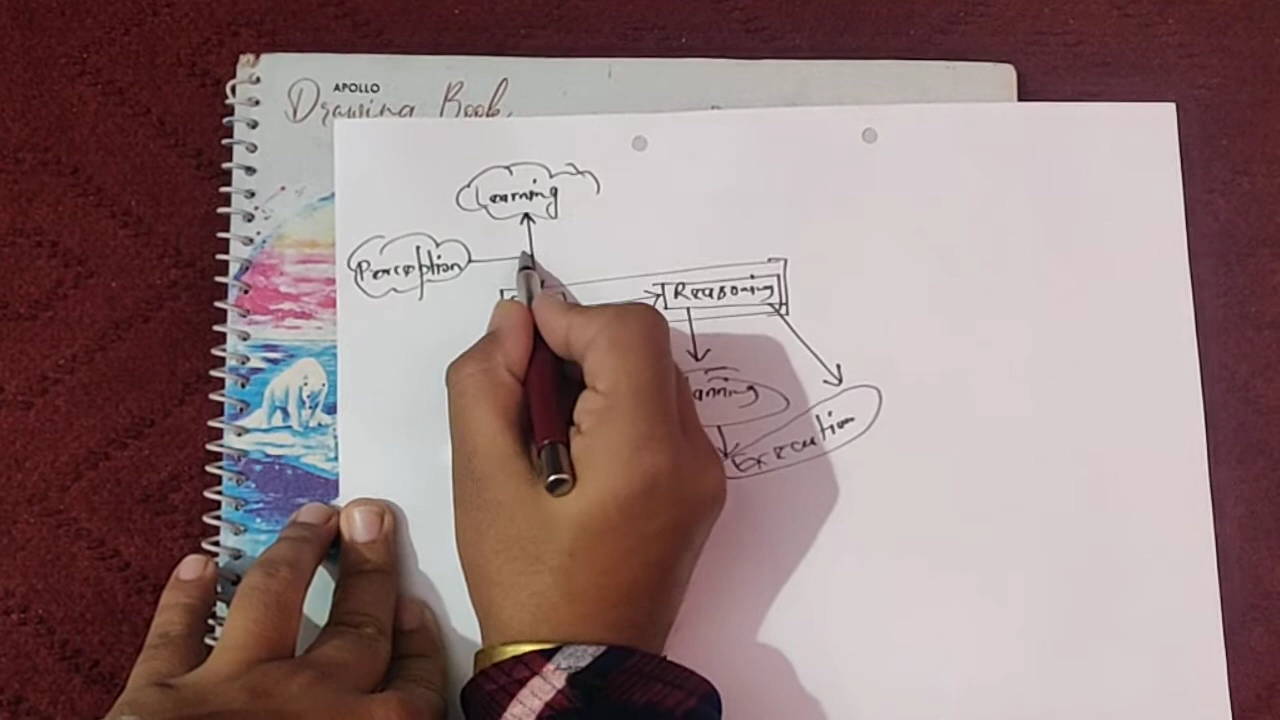 APOLLO
Drawing Book
Learning
Perception
Reasoning
Execution